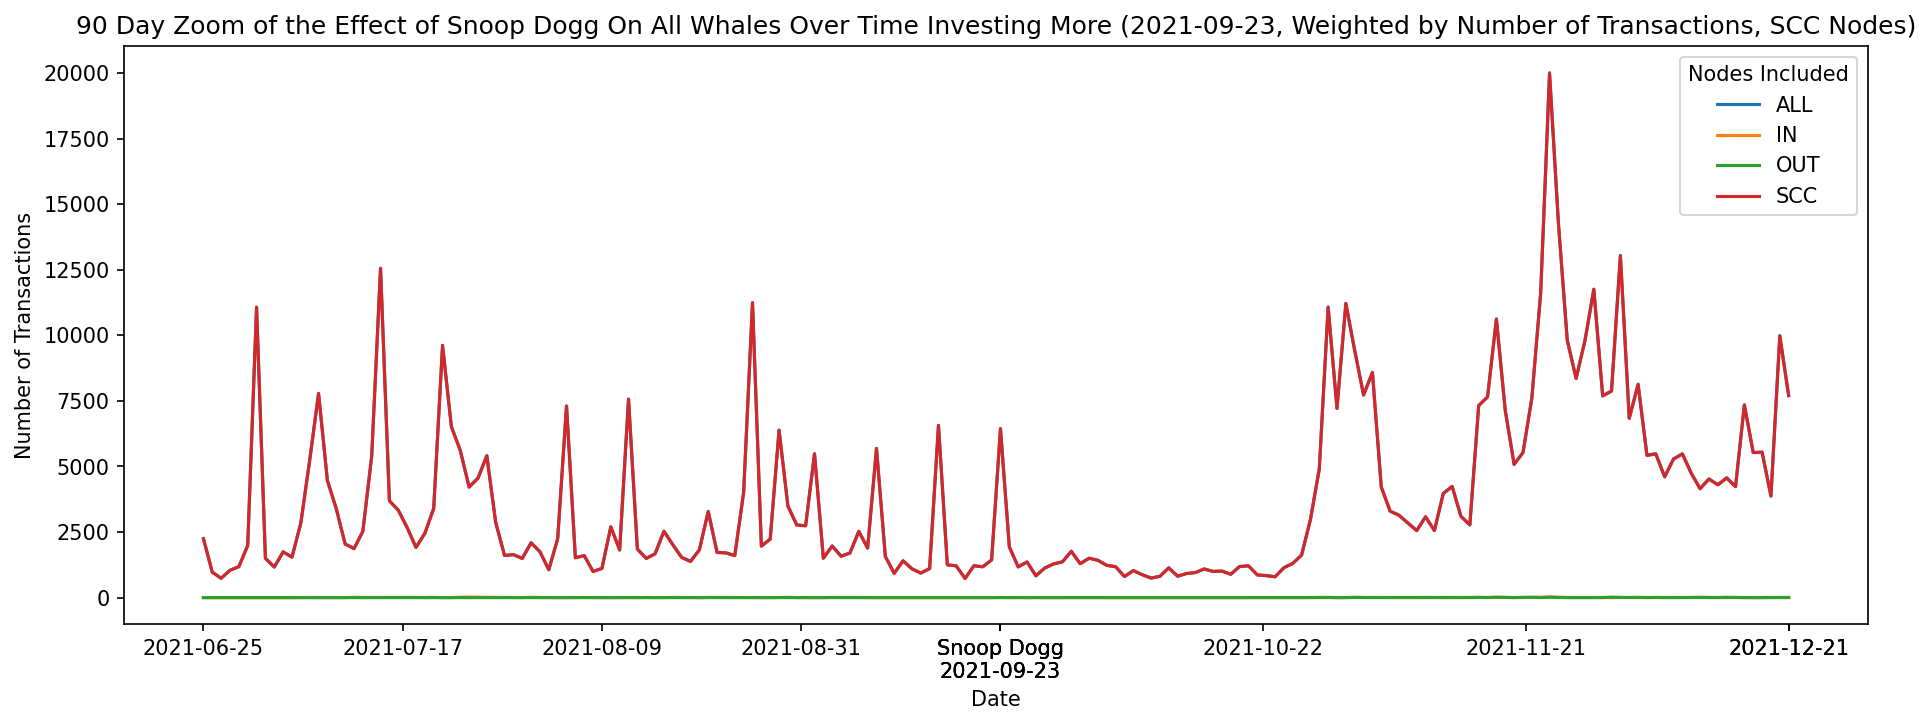 90 Day Zoom of the Effect of Snoop Dogg On All Whales Over Time Investing More (2021-09-23, Weighted by Number of Transactions, SCC Nodes)
Nodes Included
ALL
IN
OUT
SCC
Number of Transactions
20000
17500
15000
12500
10000
7500
5000
2500
0
2021-06-25
2021-07-17
2021-08-09
2021-08-31
Snoop Dogg
2021-09-23
2021-10-22
2021-11-21
2021-12-21
Date